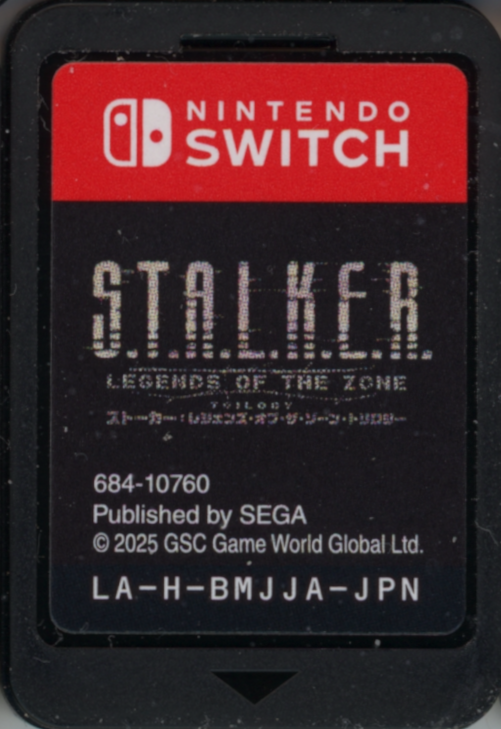 NINTENDO
SWITCH
S.T.A.L.K.E.R.
LEGENDS OF THE ZONE
TRILOGY
ストーカー:レジェンズ・オブ・ザ・ゾーン・トリロジー
684-10760
Published by SEGA
© 2025 GSC Game World Global Ltd.
LA-H-BMJJA-JPN